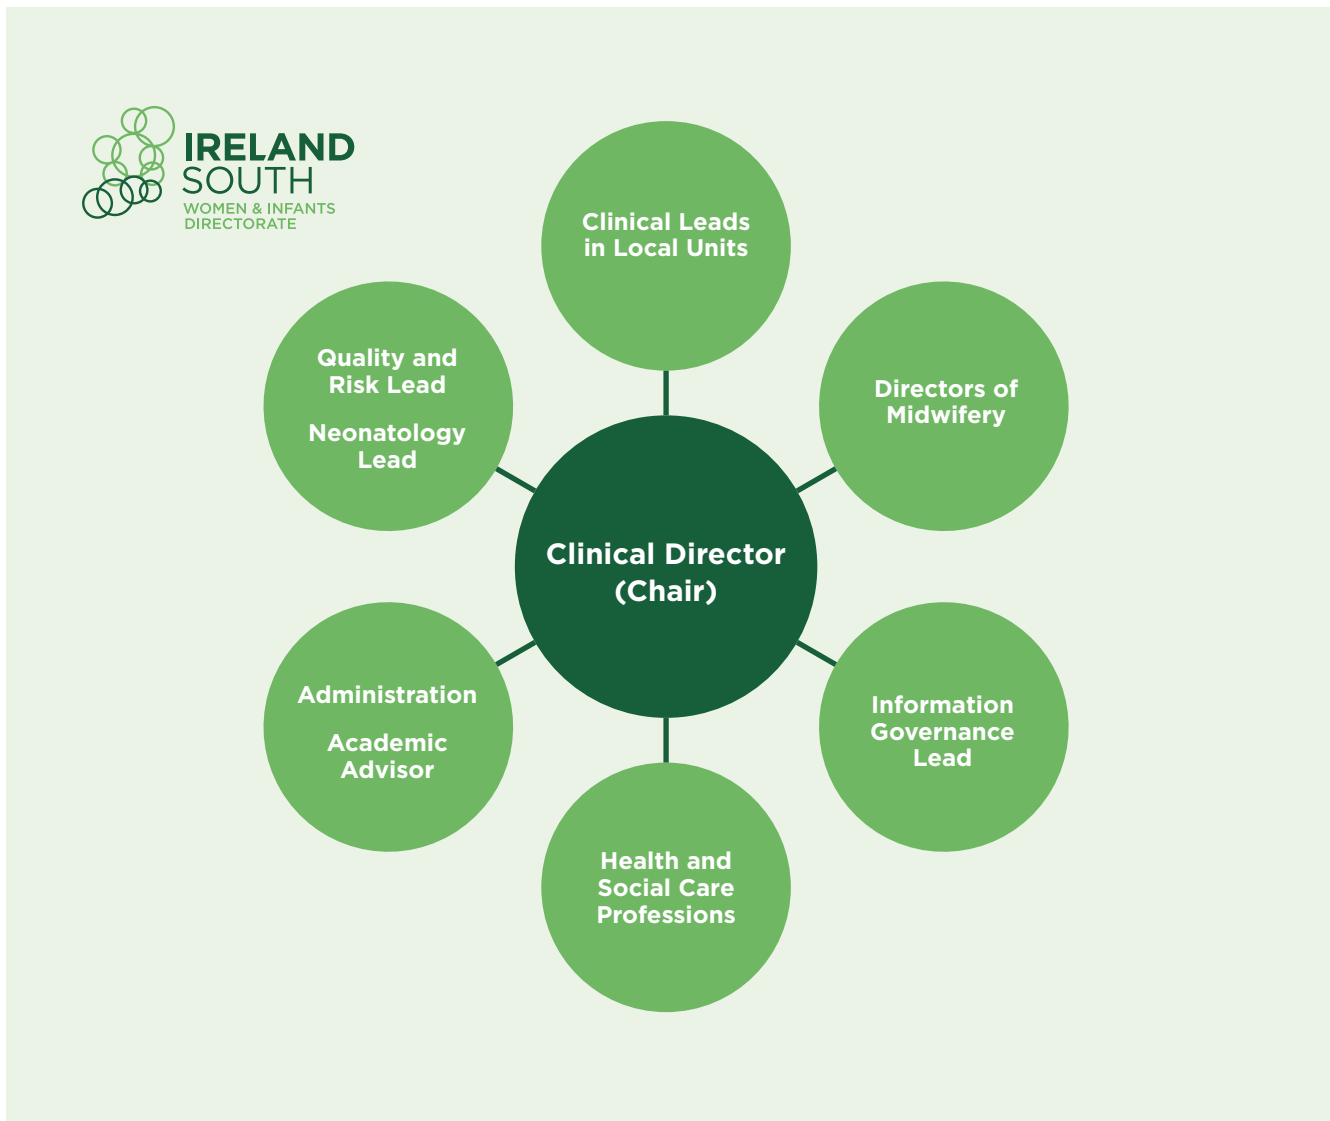 IRELAND
SOUTH
WOMEN & INFANTS
DIRECTORATE
Clinical Leads
in Local Units
Quality and
Risk Lead
Neonatology
Lead
Directors of
Midwifery
Clinical Director
(Chair)
Administration
Academic
Advisor
Information
Governance
Lead
Health and
Social Care
Professions